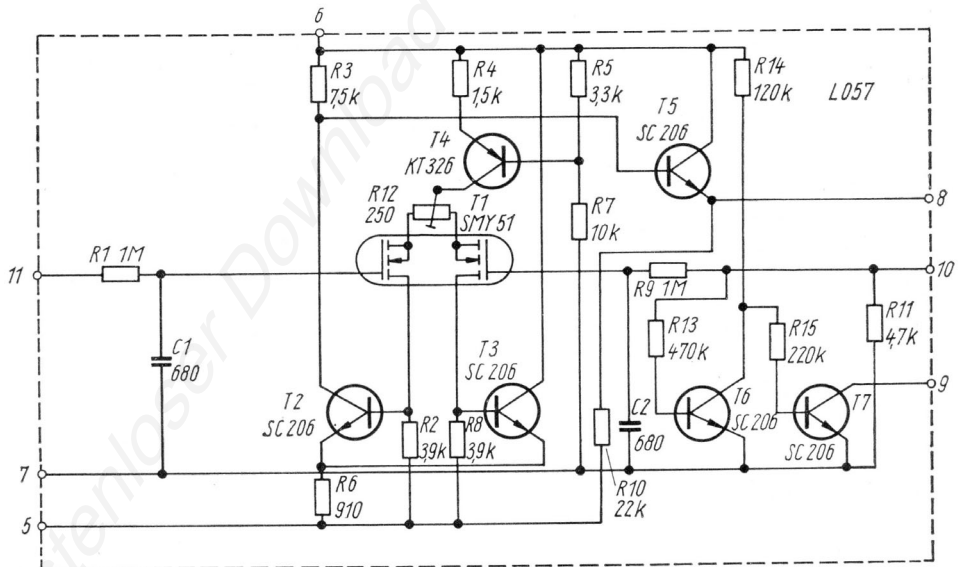 6
R3
7,5k
R4
1,5k
R5
3,3k
R14
120k
L057
T5
SC 206
T4
KT326
R12
250
T1
SMY 51
R7
10k
8
R1 1M
11
R9 1M
10
C1
680
R13
470k
R15
220k
R11
4,7k
T3
SC 206
9
T2
SC 206
R2
3,9k
R8
3,9k
C2
680
T6
SC 206
T7
SC 206
7
R6
910
R10
22k
5
stenloser Download